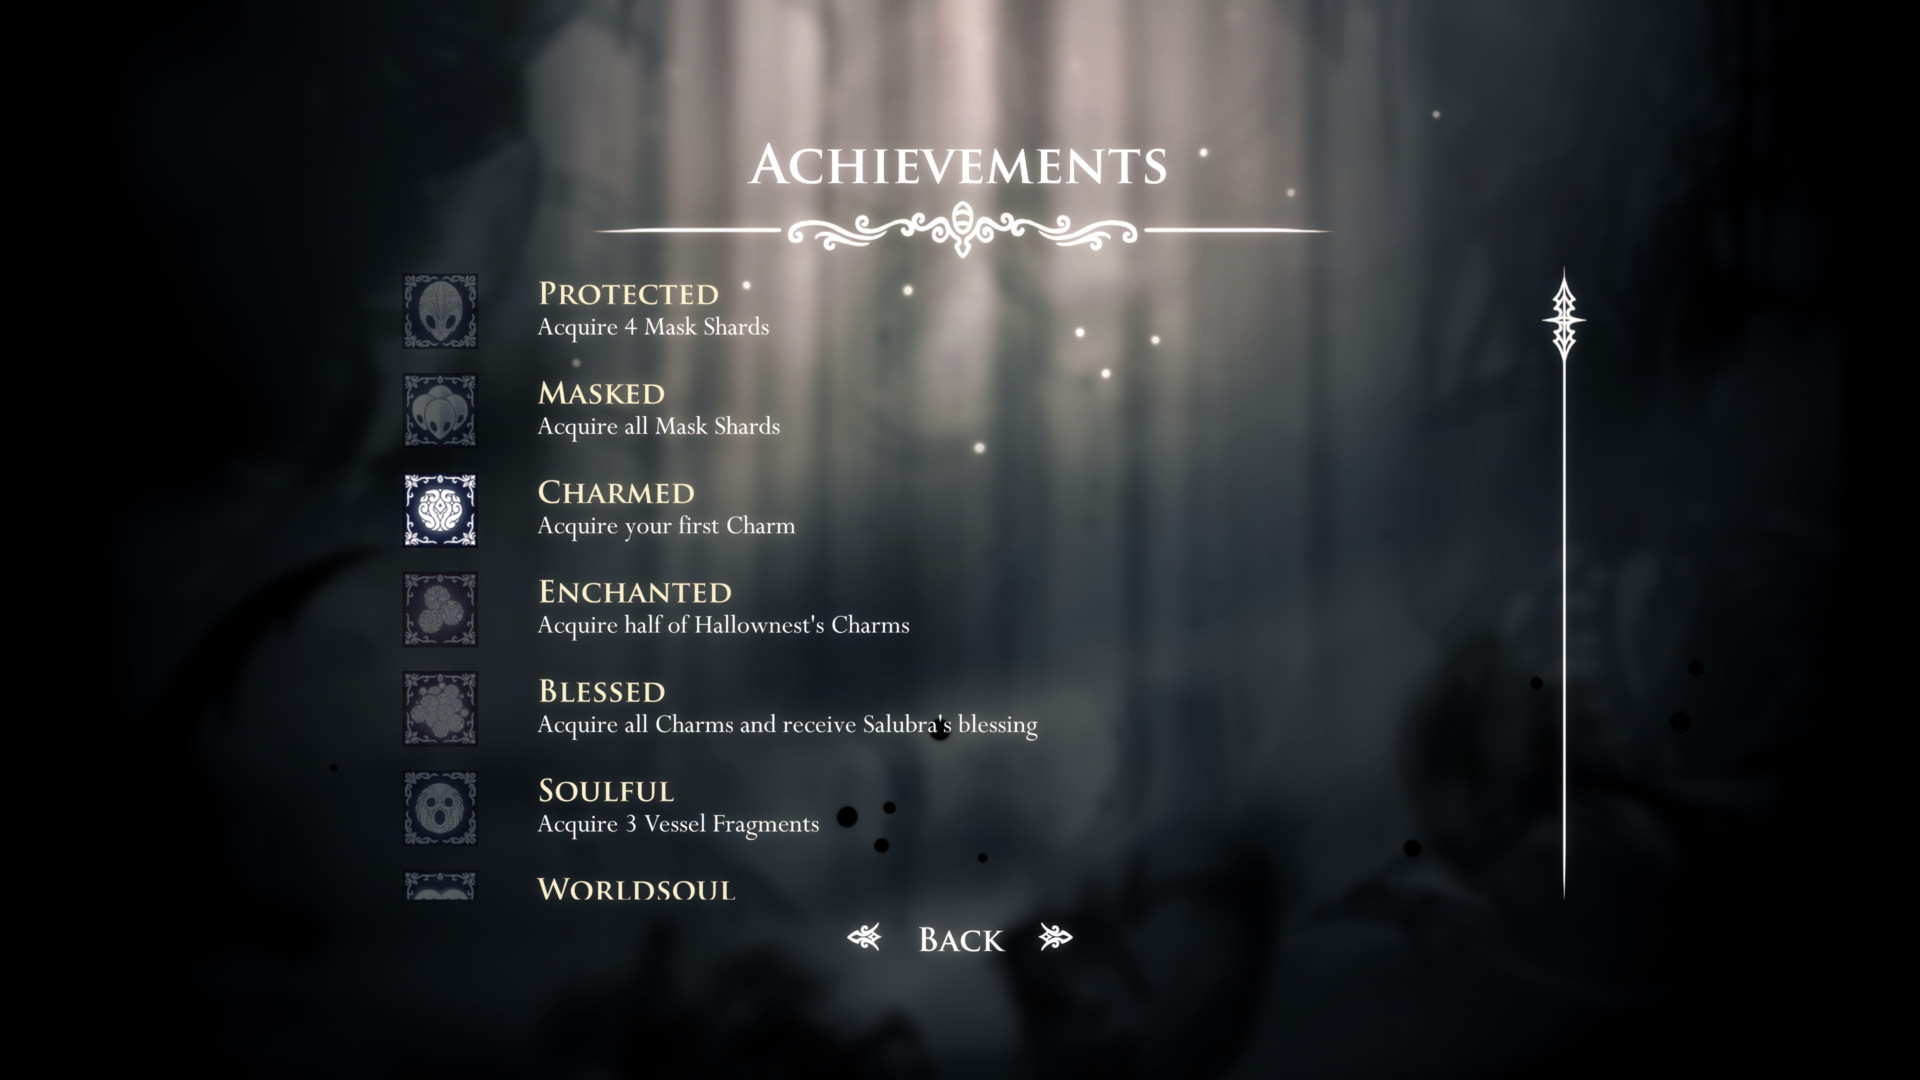 Achievements
Protected
Acquire 4 Mask Shards
Masked
Acquire all Mask Shards
Charmed
Acquire your first Charm
Enchanted
Acquire half of Hallownest's Charms
Blessed
Acquire all Charms and receive Salubra's blessing
Soulful
Acquire 3 Vessel Fragments
Worldsoul
Back